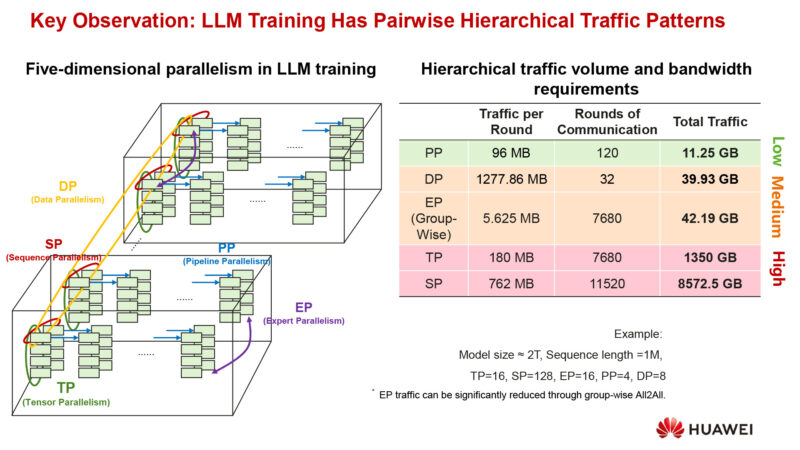 Key Observation: LLM Training Has Pairwise Hierarchical Traffic Patterns
Five-dimensional parallelism in LLM training
......
......
DP
(Data Parallelism)
......
SP
(Sequence Parallelism)
PP
(Pipeline Parallelism)
......
EP
(Expert Parallelism)
......
TP
(Tensor Parallelism)
Hierarchical traffic volume and bandwidth
requirements
Traffic per Round Rounds of Communication Total Traffic
PP 96 MB 120 11.25 GB
DP 1277.86 MB 32 39.93 GB
EP (Group-Wise) 5.625 MB 7680 42.19 GB
TP 180 MB 7680 1350 GB
SP 762 MB 11520 8572.5 GB
Low Medium High
Example:
Model size ≈ 2T, Sequence length =1M,
TP=16, SP=128, EP=16, PP=4, DP=8
* EP traffic can be significantly reduced through group-wise All2All.
HUAWEI